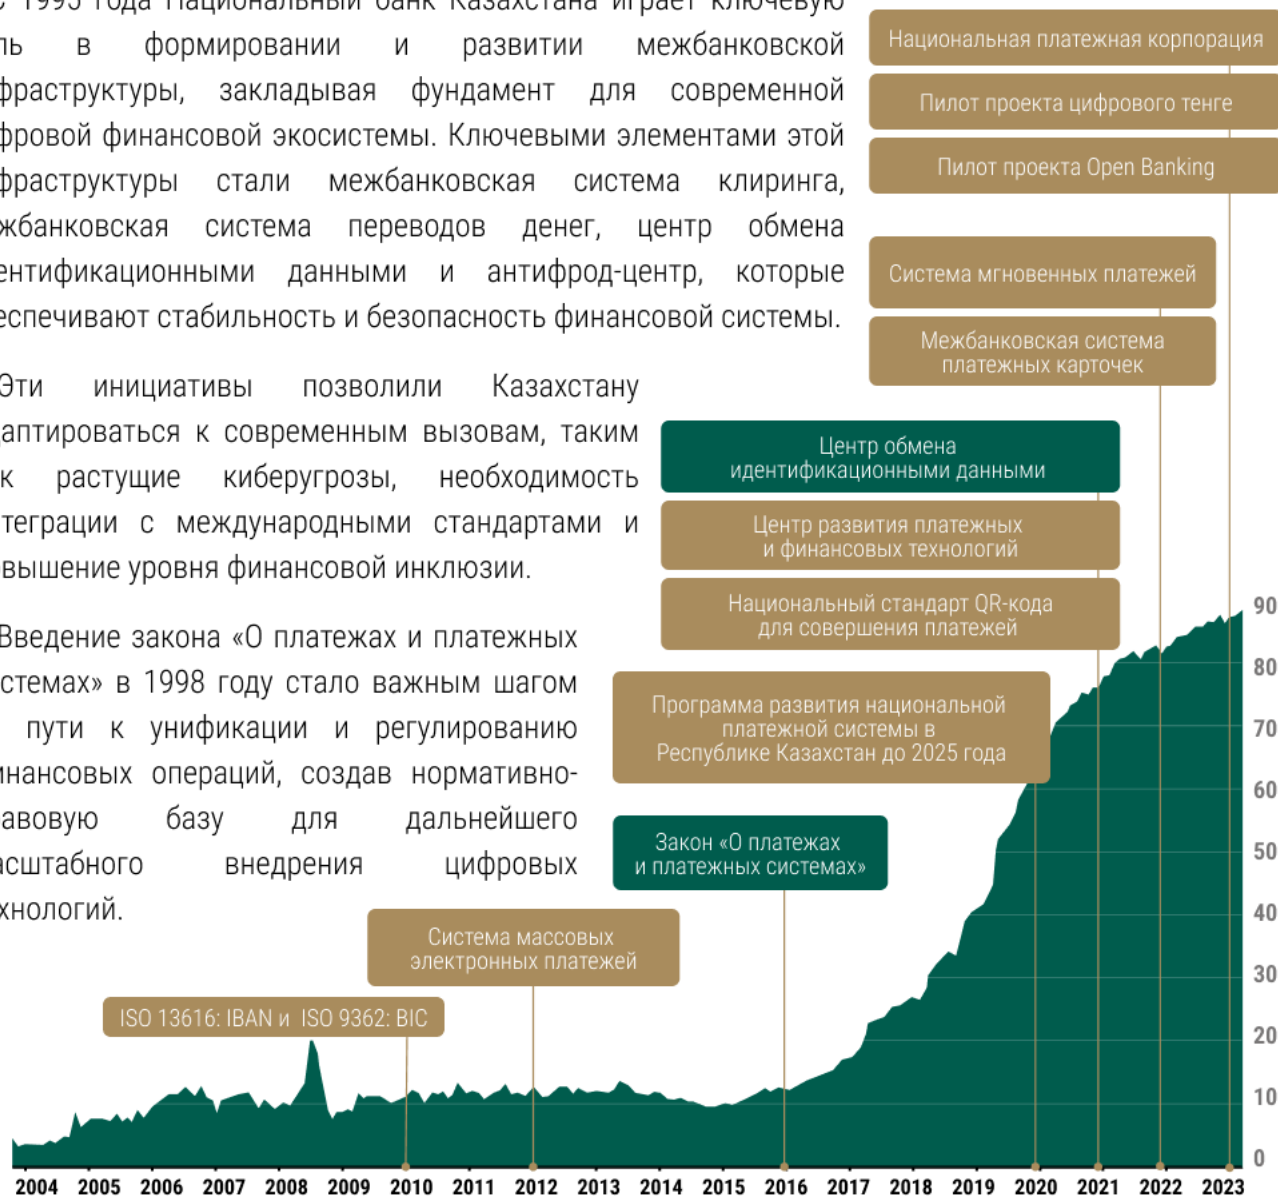 С 1995 года Национальный банк Казахстана играет ключевую
ль в формировании и развитии межбанковской
фраструктуры, закладывая фундамент для современной
фровой финансовой экосистемы. Ключевыми элементами этой
фраструктуры стали межбанковская система клиринга,
жбанковская система переводов денег, центр обмена
ентификационными данными и антифрод-центр, которые
еспечивают стабильность и безопасность финансовой системы.
Эти инициативы позволили Казахстану
аптироваться к современным вызовам, таким
к растущие киберугрозы, необходимость
теграции с международными стандартами и
вышение уровня финансовой инклюзии.
Введение закона «О платежах и платежных
стемах» в 1998 году стало важным шагом
пути к унификации и регулированию
инансовых операций, создав нормативно-
авовую базу для дальнейшего
асштабного внедрения цифровых
хнологий.
Национальная платежная корпорация
Пилот проекта цифрового тенге
Пилот проекта Open Banking
Система мгновенных платежей
Межбанковская система
платежных карточек
Центр обмена
идентификационными данными
Центр развития платежных
и финансовых технологий
Национальный стандарт QR-кода
для совершения платежей
Программа развития национальной
платежной системы в
Республике Казахстан до 2025 года
Закон «О платежах
и платежных системах»
Система массовых
электронных платежей
ISO 13616: IBAN и ISO 9362: BIC
90
80
70
60
50
40
30
20
10
0
2004 2005 2006 2007 2008 2009 2010 2011 2012 2013 2014 2015 2016 2017 2018 2019 2020 2021 2022 2023